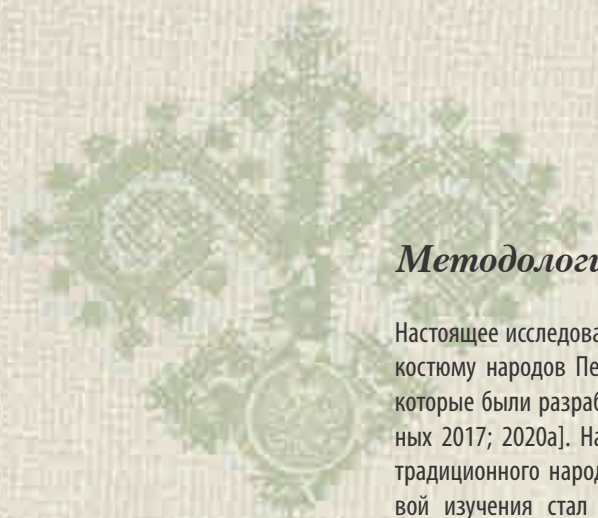 Методологи
Настоящее исследова
костюму народов Пе
которые были разраб
ных 2017; 2020а]. На
традиционного народ
вой изучения стал